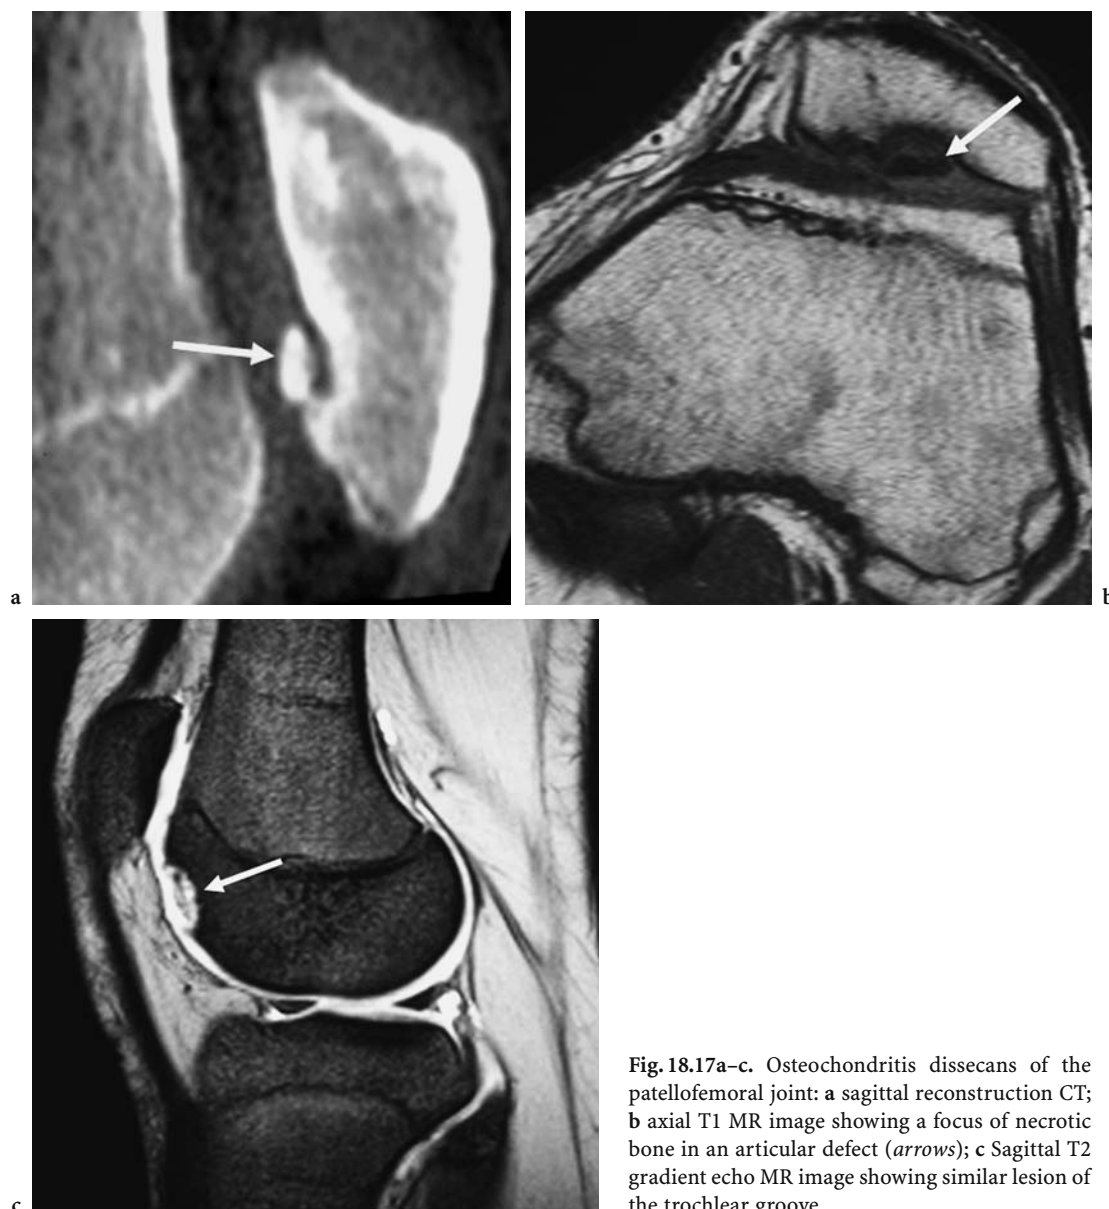 a
b
c
Fig. 18.17a–c. Osteochondritis dissecans of the
patellofemoral joint: a sagittal reconstruction CT;
b axial T1 MR image showing a focus of necrotic
bone in an articular defect (arrows); c Sagittal T2
gradient echo MR image showing similar lesion of
the trochlear groove